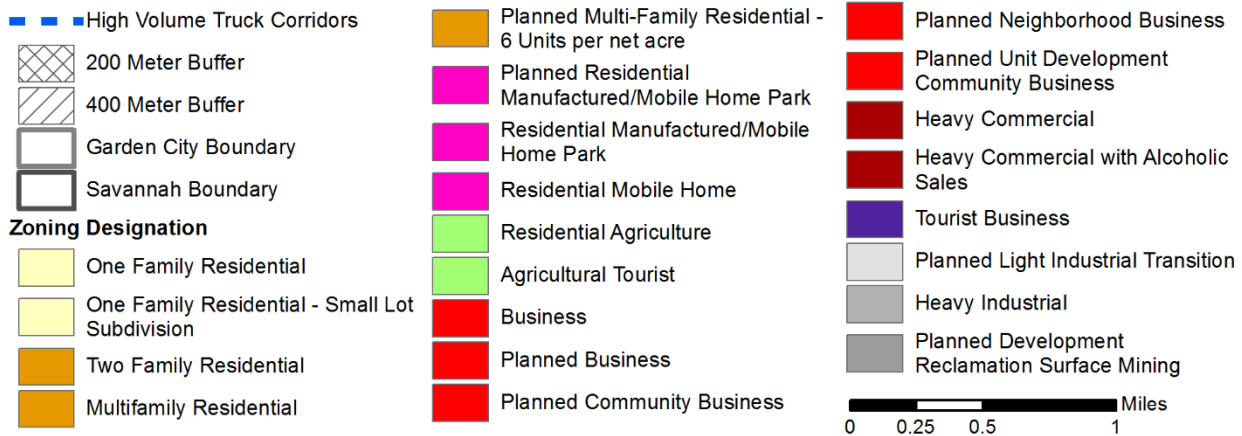 High Volume Truck Corridors
200 Meter Buffer
400 Meter Buffer
Garden City Boundary
Savannah Boundary
Zoning Designation
One Family Residential
One Family Residential - Small Lot
Subdivision
Two Family Residential
Multifamily Residential
Planned Multi-Family Residential -
6 Units per net acre
Planned Residential
Manufactured/Mobile Home Park
Residential Manufactured/Mobile
Home Park
Residential Mobile Home
Residential Agriculture
Agricultural Tourist
Business
Planned Business
Planned Community Business
Planned Neighborhood Business
Planned Unit Development
Community Business
Heavy Commercial
Heavy Commercial with Alcoholic
Sales
Tourist Business
Planned Light Industrial Transition
Heavy Industrial
Planned Development
Reclamation Surface Mining
Miles
0 0.25 0.5 1